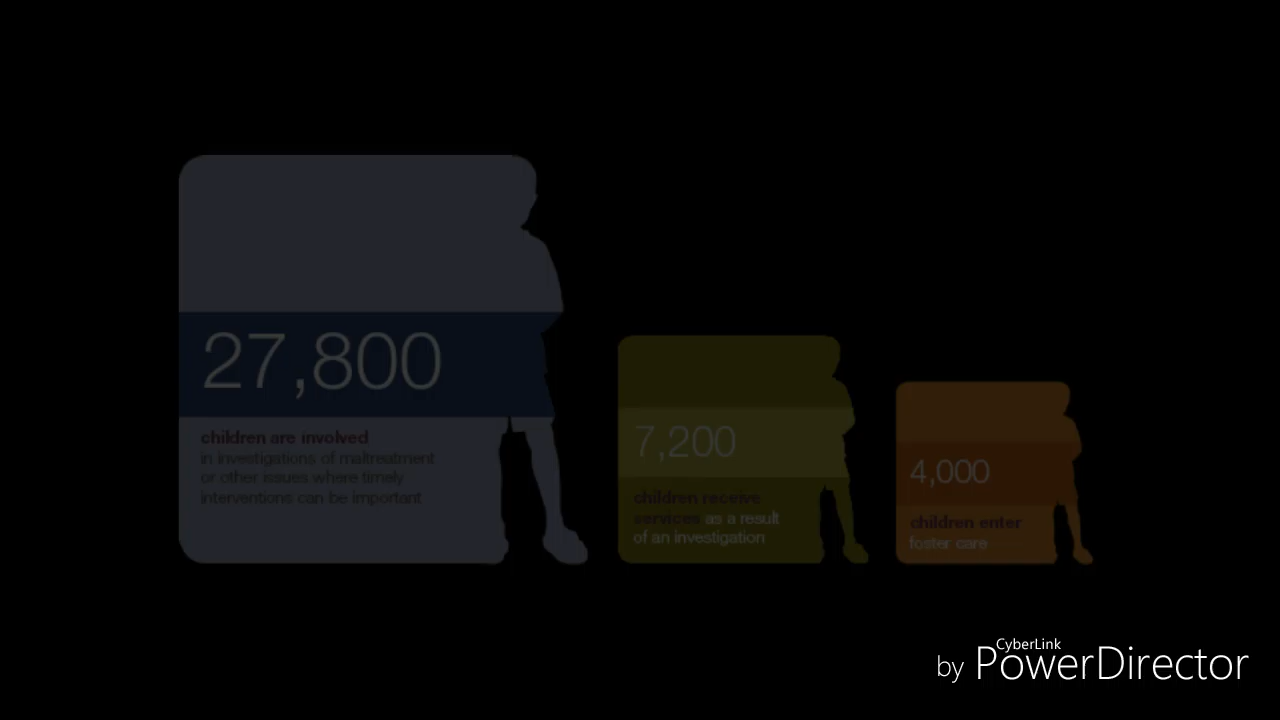 27,800
children are involved
in investigations of maltreatment
or other issues where timely
interventions can be important
7,200
children receive
services as a result
of an investigation
4,000
children enter
foster care
CyberLink
by PowerDirector